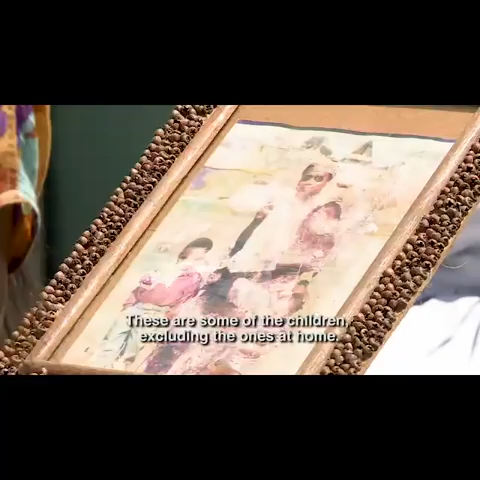 These are some of the children,
excluding the ones at home.